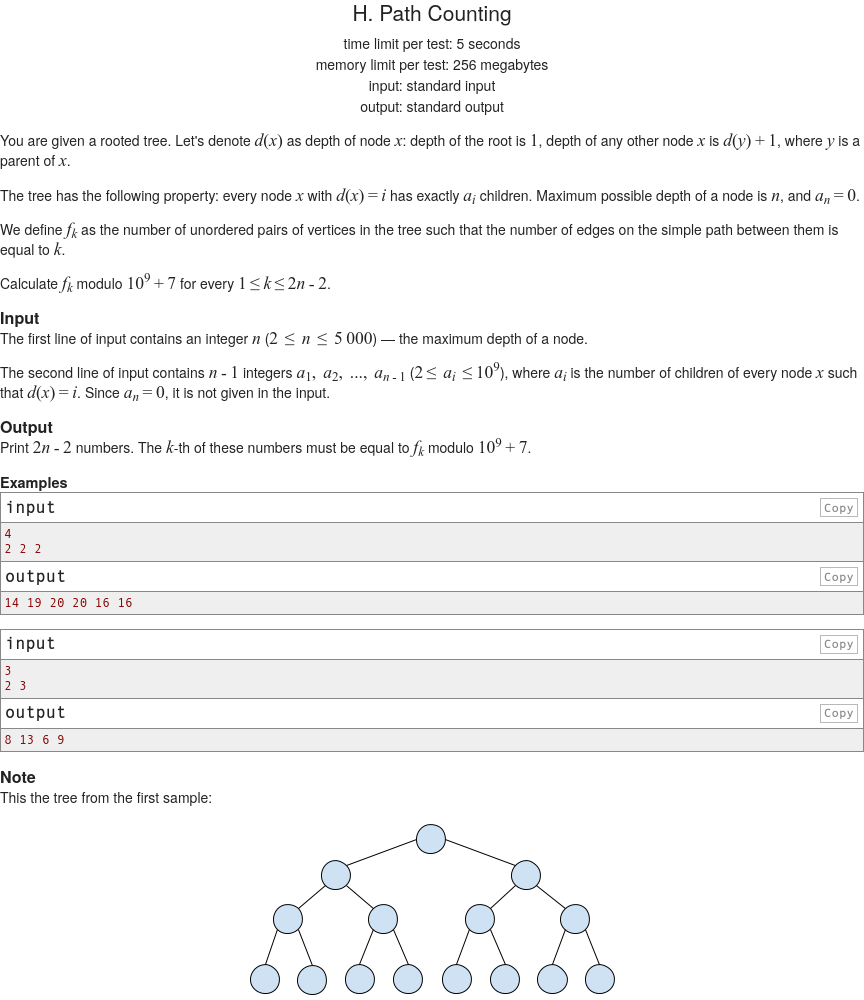 H. Path Counting
time limit per test: 5 seconds
memory limit per test: 256 megabytes
input: standard input
output: standard output
You are given a rooted tree. Let's denote d(x) as depth of node x: depth of the root is 1, depth of any other node x is d(y) + 1, where y is a
parent of x.
The tree has the following property: every node x with d(x) = i has exactly a_i children. Maximum possible depth of a node is n, and a_n = 0.
We define f_k as the number of unordered pairs of vertices in the tree such that the number of edges on the simple path between them is
equal to k.
Calculate f_k modulo 10^9 + 7 for every 1 ≤ k ≤ 2n - 2.
Input
The first line of input contains an integer n (2 ≤ n ≤ 5 000) — the maximum depth of a node.
The second line of input contains n - 1 integers a_1, a_2, ..., a_{n - 1} (2 ≤ a_i ≤ 10^9), where a_i is the number of children of every node x such
that d(x) = i. Since a_n = 0, it is not given in the input.
Output
Print 2n - 2 numbers. The k-th of these numbers must be equal to f_k modulo 10^9 + 7.
Examples
input Copy
4
2 2 2
output Copy
14 19 20 20 16 16
input Copy
3
2 3
output Copy
8 13 6 9
Note
This the tree from the first sample: